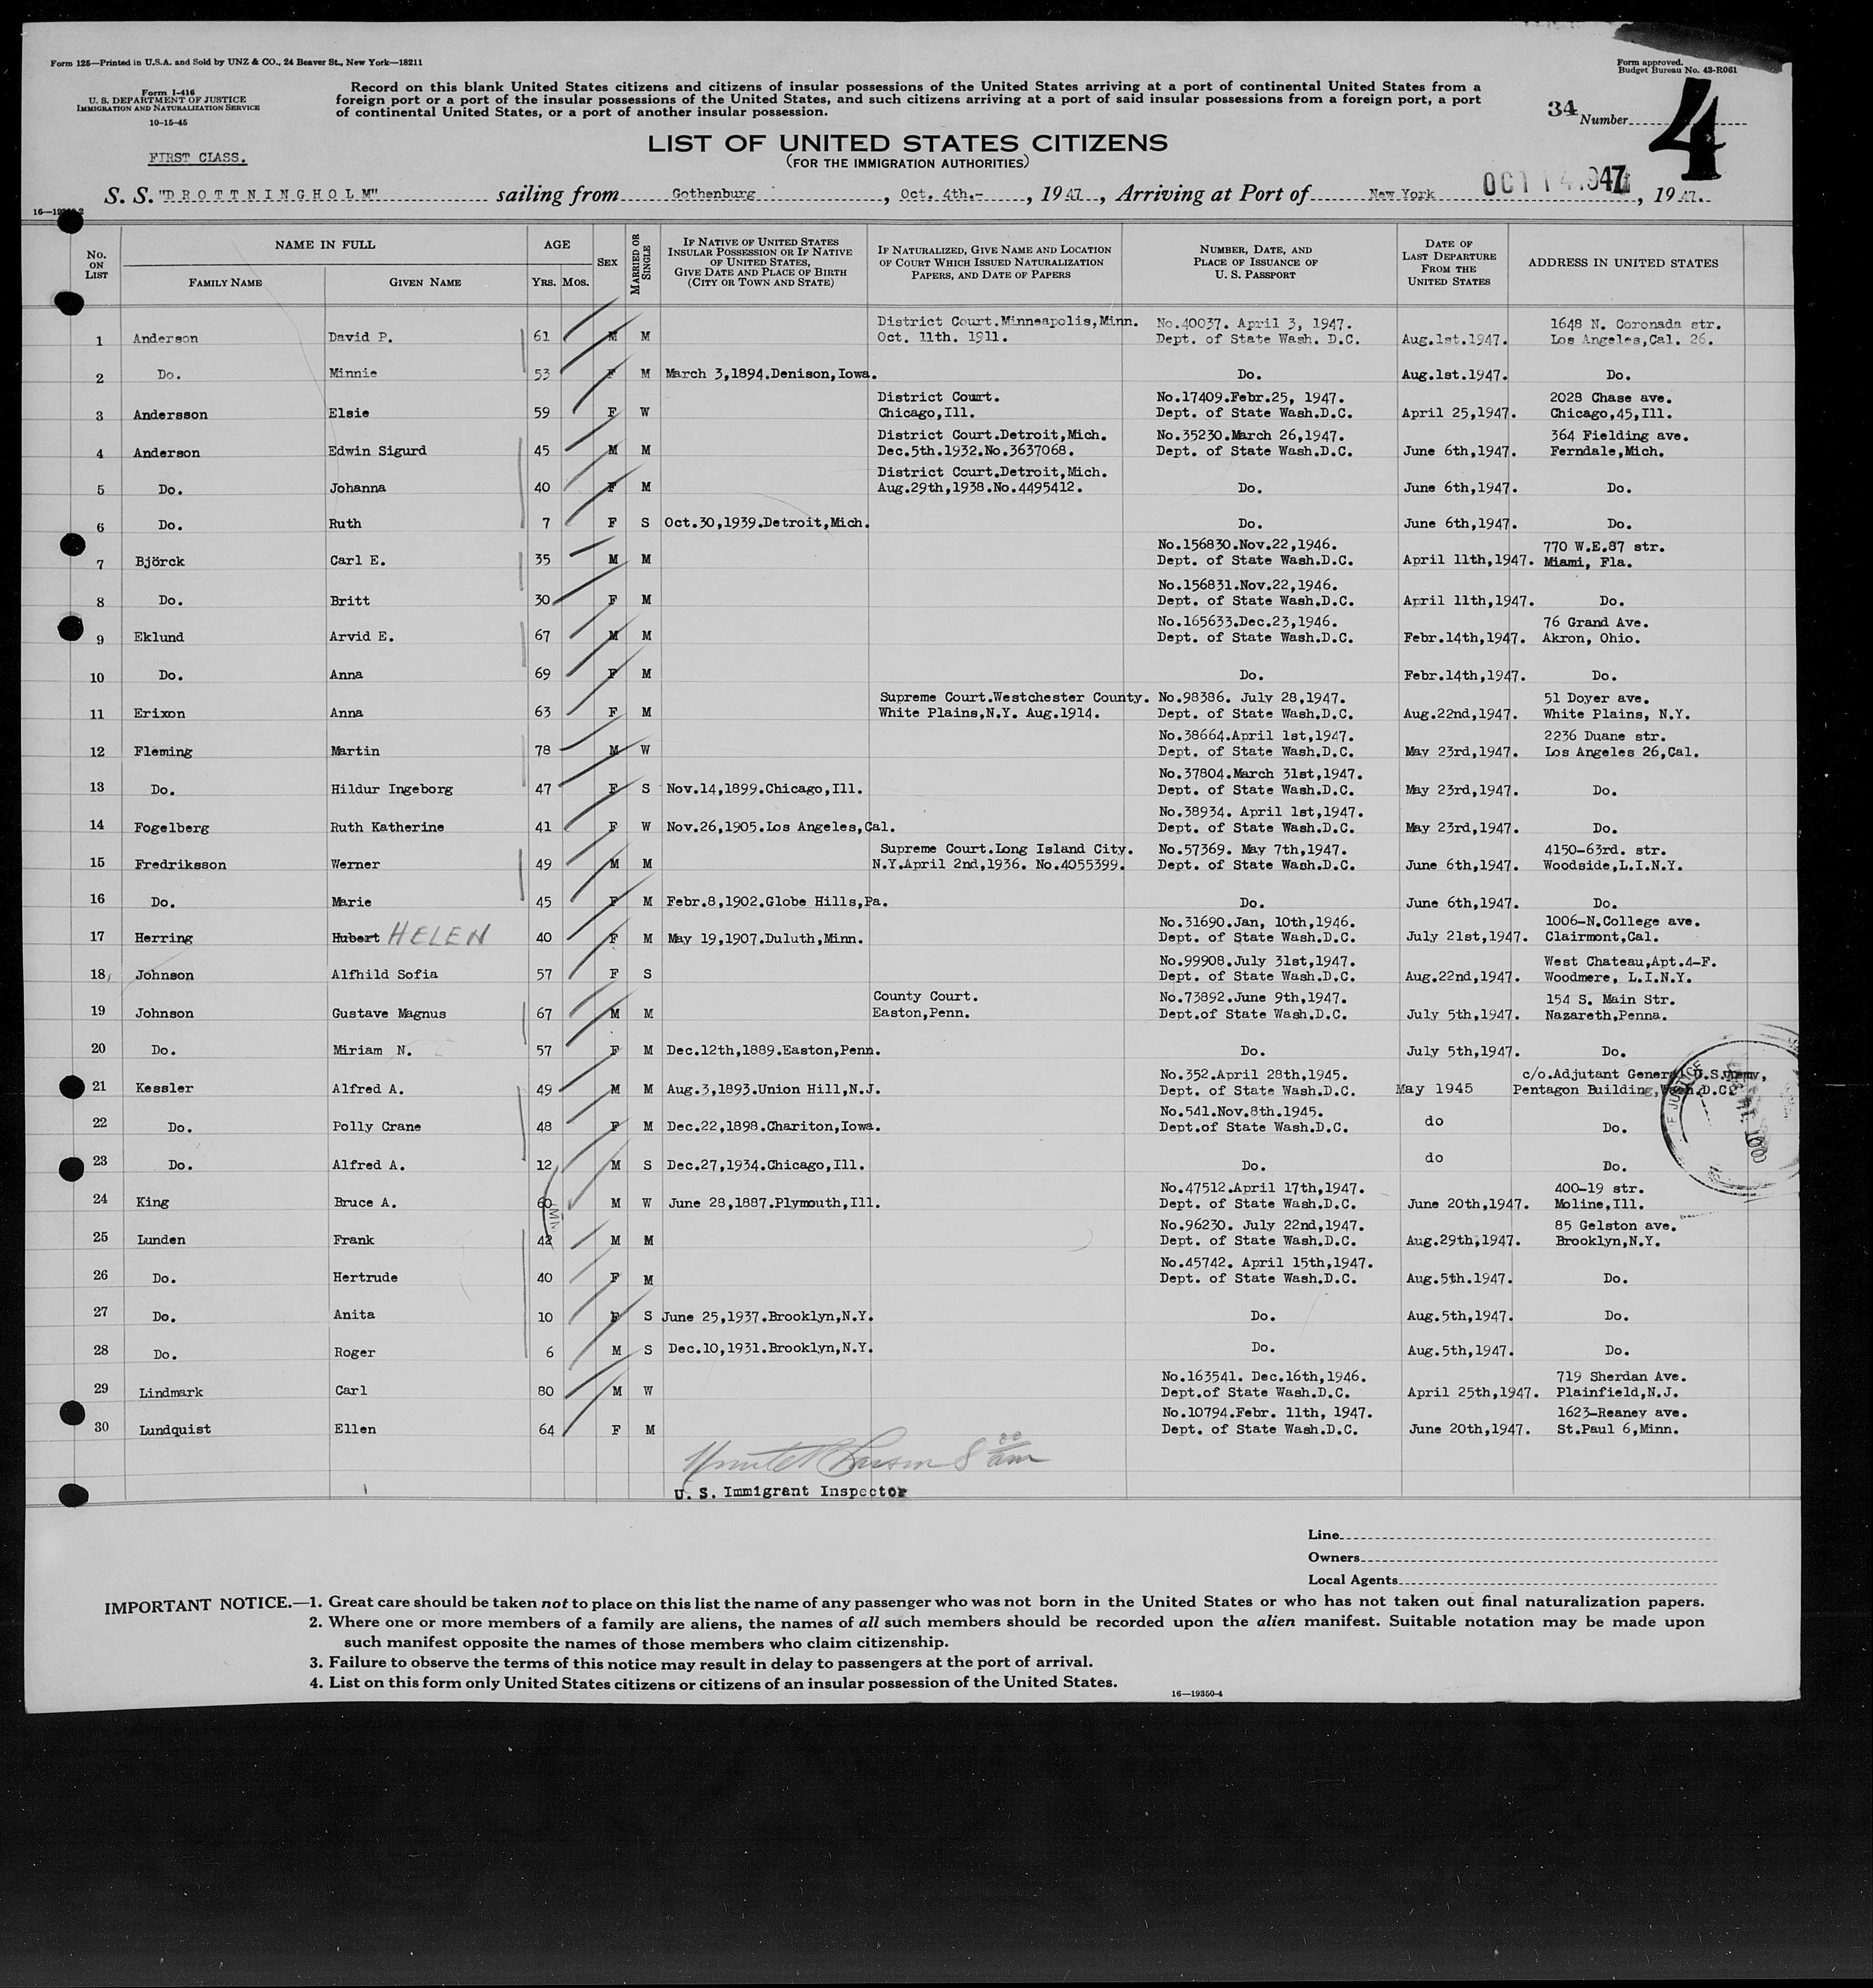 Form 125—Printed in U.S.A. and Sold by UNZ & CO., 24 Beaver St., New York—18211
Form approved.
Budget Bureau No. 43-R061
Form I-416
U. S. DEPARTMENT OF JUSTICE
IMMIGRATION AND NATURALIZATION SERVICE
10-15-45
Record on this blank United States citizens and citizens of insular possessions of the United States arriving at a port of continental United States from a
foreign port or a port of the insular possessions of the United States, and such citizens arriving at a port of said insular possessions from a foreign port, a port
of continental United States, or a port of another insular possession.
34 Number 4
LIST OF UNITED STATES CITIZENS
(FOR THE IMMIGRATION AUTHORITIES)
FIRST CLASS.
S. S. "DROTTNINGHOLM" sailing from Gothenburg, Oct. 4th.-, 1947, Arriving at Port of New York OCT 14 1947, 1947.
No. ON LIST NAME IN FULL FAMILY NAME GIVEN NAME AGE YRS. MOS. SEX MARRIED OR SINGLE
IF NATIVE OF UNITED STATES INSULAR POSSESSION OR IF NATIVE OF UNITED STATES, GIVE DATE AND PLACE OF BIRTH (CITY OR TOWN AND STATE)
IF NATURALIZED, GIVE NAME AND LOCATION OF COURT WHICH ISSUED NATURALIZATION PAPERS, AND DATE OF PAPERS
NUMBER, DATE, AND PLACE OF ISSUANCE OF U. S. PASSPORT
DATE OF LAST DEPARTURE FROM THE UNITED STATES
ADDRESS IN UNITED STATES
District Court.Minneapolis,Minn. No.40037. April 3, 1947. 1648 N. Coronada str.
1 Anderson David P. 61 M M Oct. 11th. 1911. Dept. of State Wash. D.C. Aug.1st.1947. Los Angeles,Cal. 26.
2 Do. Minnie 53 F M March 3,1894.Denison,Iowa. Do. Aug.1st.1947. Do.
District Court. No.17409.Febr.25, 1947. 2028 Chase ave.
3 Andersson Elsie 59 F W Chicago,Ill. Dept. of State Wash.D.C. April 25,1947. Chicago,45,Ill.
District Court.Detroit,Mich. No.35230.March 26,1947. 364 Fielding ave.
4 Anderson Edwin Sigurd 45 M M Dec.5th.1932.No.3637068. Dept. of State Wash.D.C. June 6th,1947. Ferndale,Mich.
District Court.Detroit,Mich.
5 Do. Johanna 40 F M Aug.29th,1938.No.4495412. Do. June 6th,1947. Do.
6 Do. Ruth 7 F S Oct.30,1939.Detroit,Mich. Do. June 6th,1947. Do.
No.156830.Nov.22,1946. 770 W.E.87 str.
7 Björck Carl E. 35 M M Dept. of State Wash.D.C. April 11th,1947. Miami, Fla.
No.156831.Nov.22,1946.
8 Do. Britt 30 F M Dept. of State Wash.D.C. April 11th,1947. Do.
No.165633.Dec.23,1946. 76 Grand Ave.
9 Eklund Arvid E. 67 M M Dept. of State Wash.D.C. Febr.14th,1947. Akron, Ohio.
10 Do. Anna 69 F M Do. Febr.14th,1947. Do.
Supreme Court.Westchester County. No.98386. July 28,1947. 51 Doyer ave.
11 Erixon Anna 63 F M White Plains,N.Y. Aug.1914. Dept. of State Wash.D.C. Aug.22nd,1947. White Plains, N.Y.
No.38664.April 1st,1947. 2236 Duane str.
12 Fleming Martin 78 M W Dept. of State Wash.D.C. May 23rd,1947. Los Angeles 26,Cal.
No.37804.March 31st,1947.
13 Do. Hildur Ingeborg 47 F S Nov.14,1899.Chicago,Ill. Dept. of State Wash.D.C. May 23rd,1947. Do.
No.38934. April 1st,1947.
14 Fogelberg Ruth Katherine 41 F W Nov.26,1905.Los Angeles,Cal. Dept. of State Wash.D.C. May 23rd,1947. Do.
Supreme Court.Long Island City. No.57369. May 7th,1947. 4150-63rd. str.
15 Fredriksson Werner 49 M M N.Y.April 2nd,1936. No.4055399. Dept. of State Wash.D.C. June 6th,1947. Woodside,L.I.N.Y.
16 Do. Marie 45 F M Febr.8,1902.Globe Hills,Pa. Do. June 6th,1947. Do.
No.31690.Jan, 10th,1946. 1006-N.College ave.
17 Herring Hubert HELEN 40 F M May 19,1907.Duluth,Minn. Dept. of State Wash.D.C. July 21st,1947. Clairmont,Cal.
No.99908.July 31st,1947. West Chateau,Apt.4-F.
18 Johnson Alfhild Sofia 57 F S Dept. of State Wash.D.C. Aug.22nd,1947. Woodmere, L.I.N.Y.
County Court. No.73892.June 9th,1947. 154 S. Main Str.
19 Johnson Gustave Magnus 67 M M Easton,Penn. Dept.of State Wash.D.C. July 5th,1947. Nazareth,Penna.
20 Do. Miriam N. 57 F M Dec.12th,1889.Easton,Penn. Do. July 5th,1947. Do.
No.352.April 28th,1945. c/o.Adjutant General U.S.Army,
21 Kessler Alfred A. 49 M M Aug.3,1893.Union Hill,N.J. Dept. of State Wash.D.C. May 1945 Pentagon Building,Wash.D.C.
No.541.Nov.8th.1945.
22 Do. Polly Crane 48 F M Dec.22,1898.Chariton,Iowa. Dept.of State Wash.D.C. do Do.
23 Do. Alfred A. 12 M S Dec.27,1934.Chicago,Ill. Do. do Do.
No.47512.April 17th,1947. 400-19 str.
24 King Bruce A. 60 M W June 28,1887.Plymouth,Ill. Dept. of State Wash.D.C. June 20th,1947. Moline,Ill.
No.96230. July 22nd,1947. 85 Gelston ave.
25 Lunden Frank 42 M M Dept. of State Wash.D.C. Aug.29th,1947. Brooklyn,N.Y.
No.45742. April 15th,1947.
26 Do. Hertrude 40 F M Dept. of State Wash.D.C. Aug.5th.1947. Do.
27 Do. Anita 10 F S June 25,1937.Brooklyn,N.Y. Do. Aug.5th,1947. Do.
28 Do. Roger 6 M S Dec.10,1931.Brooklyn,N.Y. Do. Aug.5th,1947. Do.
No.163541. Dec.16th,1946. 719 Sherdan Ave.
29 Lindmark Carl 80 M W Dept.of State Wash.D.C. April 25th,1947. Plainfield,N.J.
No.10794.Febr. 11th, 1947. 1623-Reaney ave.
30 Lundquist Ellen 64 F M Dept. of State Wash.D.C. June 20th,1947. St.Paul 6,Minn.
U. S. Immigrant Inspector
Line
Owners
Local Agents
IMPORTANT NOTICE.—1. Great care should be taken not to place on this list the name of any passenger who was not born in the United States or who has not taken out final naturalization papers.
2. Where one or more members of a family are aliens, the names of all such members should be recorded upon the alien manifest. Suitable notation may be made upon
such manifest opposite the names of those members who claim citizenship.
3. Failure to observe the terms of this notice may result in delay to passengers at the port of arrival.
4. List on this form only United States citizens or citizens of an insular possession of the United States.
16—19350-4